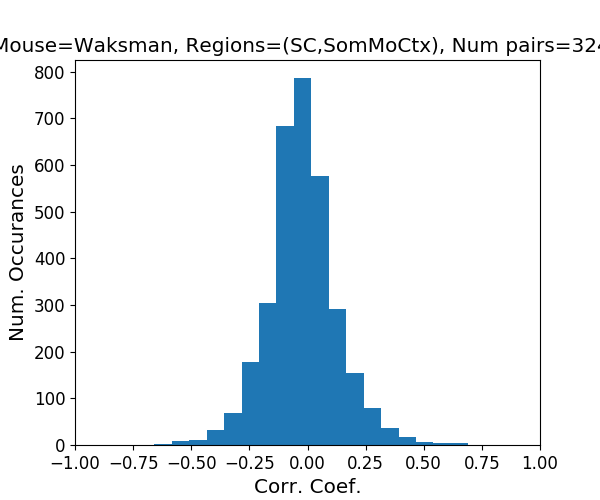 Mouse=Waksman, Regions=(SC,SomMoCtx), Num pairs=324
800
700
600
500
400
300
200
100
0
Num. Occurances
−1.00 −0.75 −0.50 −0.25 0.00 0.25 0.50 0.75 1.00
Corr. Coef.